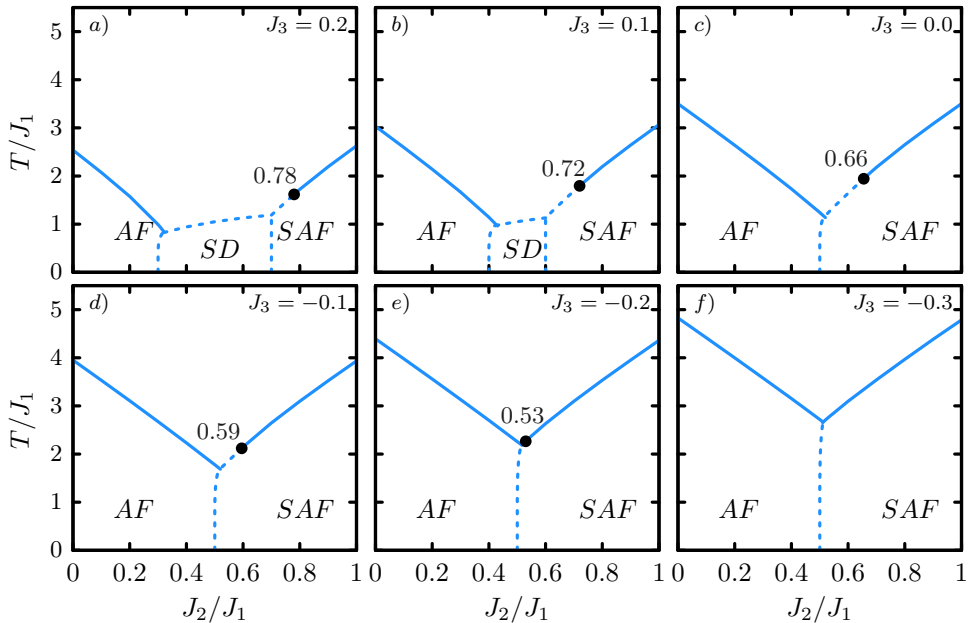 a) J₃ = 0.2
b) J₃ = 0.1
c) J₃ = 0.0
T/J₁
5
4
3
2
1
0
0.78
AF
SD
SAF
0.72
AF
SD
SAF
0.66
AF
SAF
d) J₃ = −0.1
e) J₃ = −0.2
f) J₃ = −0.3
T/J₁
5
4
3
2
1
0
0.59
AF
SAF
0.53
AF
SAF
AF
SAF
0 0.2 0.4 0.6 0.8 1
0 0.2 0.4 0.6 0.8 1
0 0.2 0.4 0.6 0.8 1
J₂/J₁
J₂/J₁
J₂/J₁